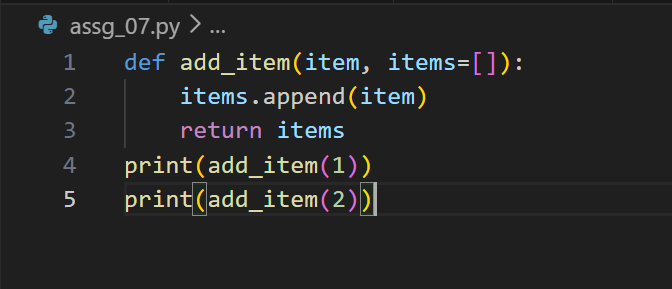 assg_07.py > ...
1 def add_item(item, items=[]):
2     items.append(item)
3     return items
4 print(add_item(1))
5 print(add_item(2))